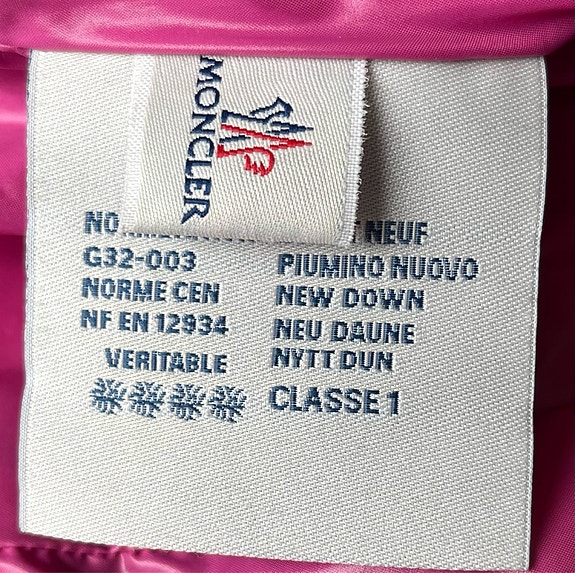 MONCLER
NEUF
G32-003 PIUMINO NUOVO
NORME CEN NEW DOWN
NF EN 12934 NEU DAUNE
VERITABLE NYTT DUN
CLASSE 1